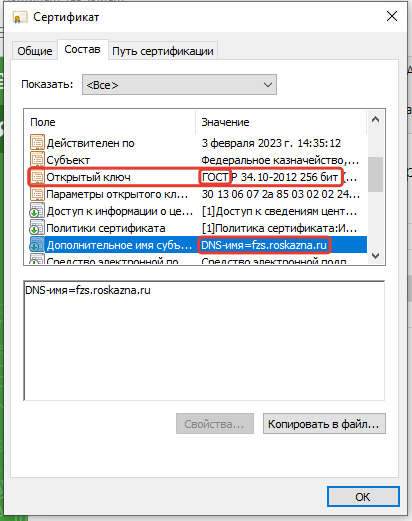 Сертификат
Общие Состав Путь сертификации
Показать: <Все>
Поле Значение
Действителен по 3 февраля 2023 г. 14:35:12
Субъект Федеральное казначейство,...
Открытый ключ ГОСТ Р 34.10-2012 256 бит (...
Параметры открытого кл... 30 13 06 07 2a 85 03 02 02 24...
Доступ к информации о це... [1]Доступ к сведениям цент...
Политики сертификата [1]Политика сертификата:И...
Дополнительное имя субъ... DNS-имя=fzs.roskazna.ru
Средство электронной по... Средство электронной подп...
DNS-имя=fzs.roskazna.ru
Свойства... Копировать в файл...
ОК